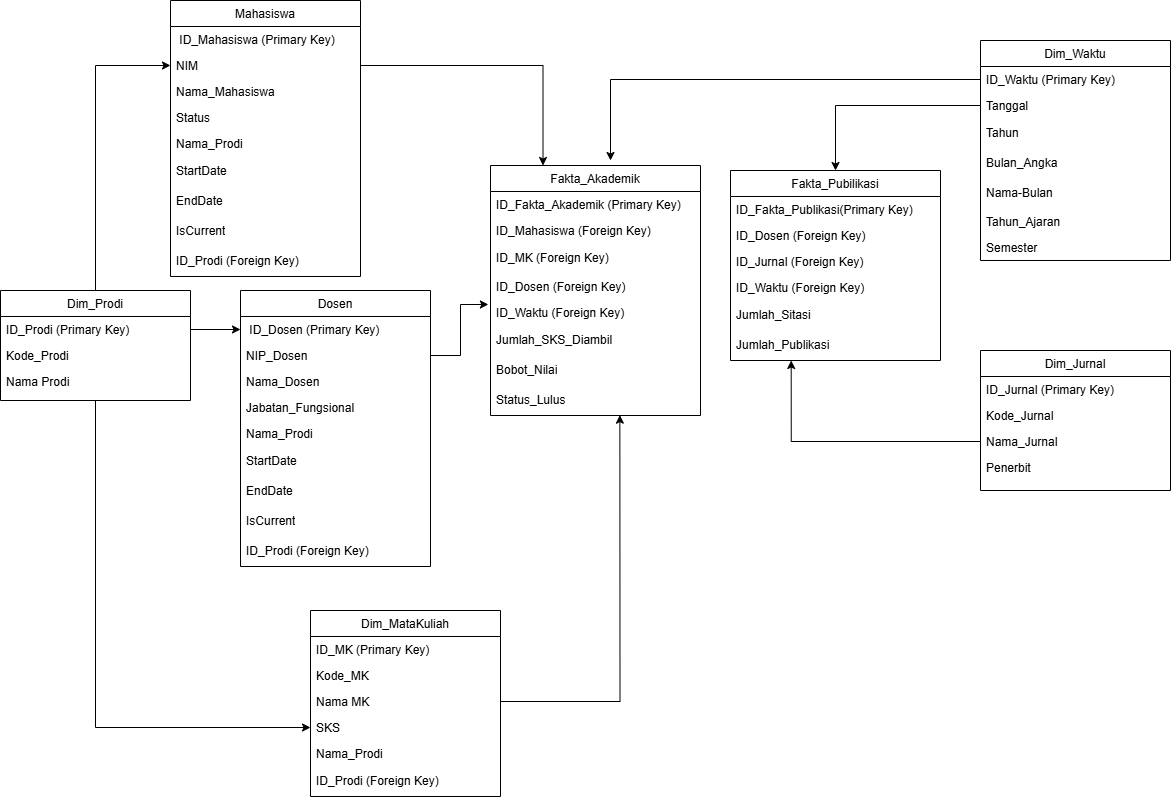 Mahasiswa
ID_Mahasiswa (Primary Key)
NIM
Nama_Mahasiswa
Status
Nama_Prodi
StartDate
EndDate
IsCurrent
ID_Prodi (Foreign Key)
Dim_Prodi
ID_Prodi (Primary Key)
Kode_Prodi
Nama Prodi
Dosen
ID_Dosen (Primary Key)
NIP_Dosen
Nama_Dosen
Jabatan_Fungsional
Nama_Prodi
StartDate
EndDate
IsCurrent
ID_Prodi (Foreign Key)
Dim_MataKuliah
ID_MK (Primary Key)
Kode_MK
Nama MK
SKS
Nama_Prodi
ID_Prodi (Foreign Key)
Fakta_Akademik
ID_Fakta_Akademik (Primary Key)
ID_Mahasiswa (Foreign Key)
ID_MK (Foreign Key)
ID_Dosen (Foreign Key)
ID_Waktu (Foreign Key)
Jumlah_SKS_Diambil
Bobot_Nilai
Status_Lulus
Fakta_Pubilikasi
ID_Fakta_Publikasi(Primary Key)
ID_Dosen (Foreign Key)
ID_Jurnal (Foreign Key)
ID_Waktu (Foreign Key)
Jumlah_Sitasi
Jumlah_Publikasi
Dim_Waktu
ID_Waktu (Primary Key)
Tanggal
Tahun
Bulan_Angka
Nama-Bulan
Tahun_Ajaran
Semester
Dim_Jurnal
ID_Jurnal (Primary Key)
Kode_Jurnal
Nama_Jurnal
Penerbit